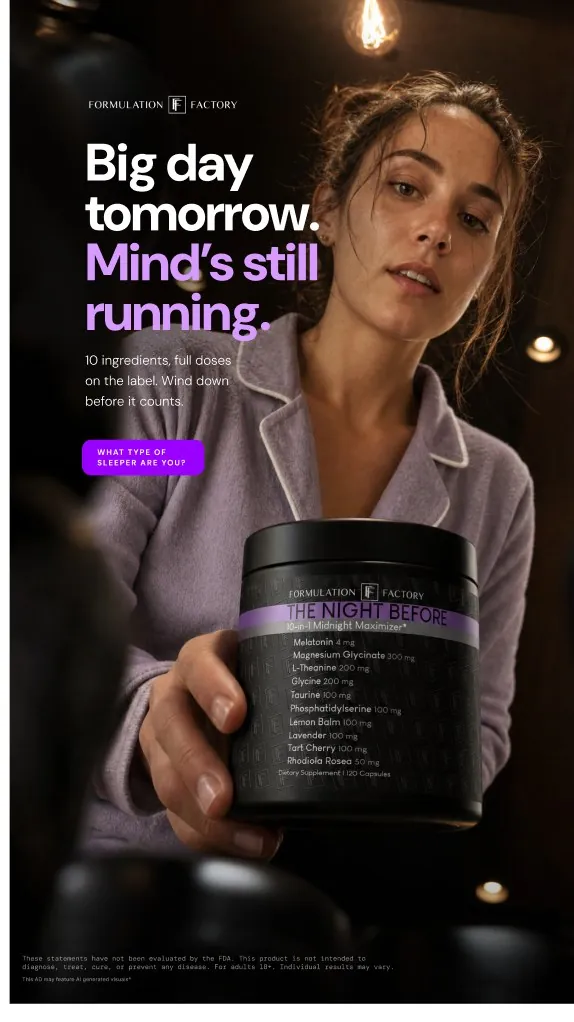 FORMULATION F FACTORY
Big day
tomorrow.
Mind's still
running.
10 ingredients, full doses
on the label. Wind down
before it counts.
WHAT TYPE OF
SLEEPER ARE YOU?
FORMULATION F FACTORY
THE NIGHT BEFORE
10-in-1 Midnight Maximizer*
Melatonin 4 mg
Magnesium Glycinate 300 mg
L-Theanine 200 mg
Glycine 200 mg
Taurine 100 mg
Phosphatidylserine 100 mg
Lemon Balm 100 mg
Lavender 100 mg
Tart Cherry 100 mg
Rhodiola Rosea 50 mg
Dietary Supplement | 120 Capsules
These statements have not been evaluated by the FDA. This product is not intended to
diagnose, treat, cure, or prevent any disease. For adults 18+. Individual results may vary.
This AD may feature AI generated visuals*